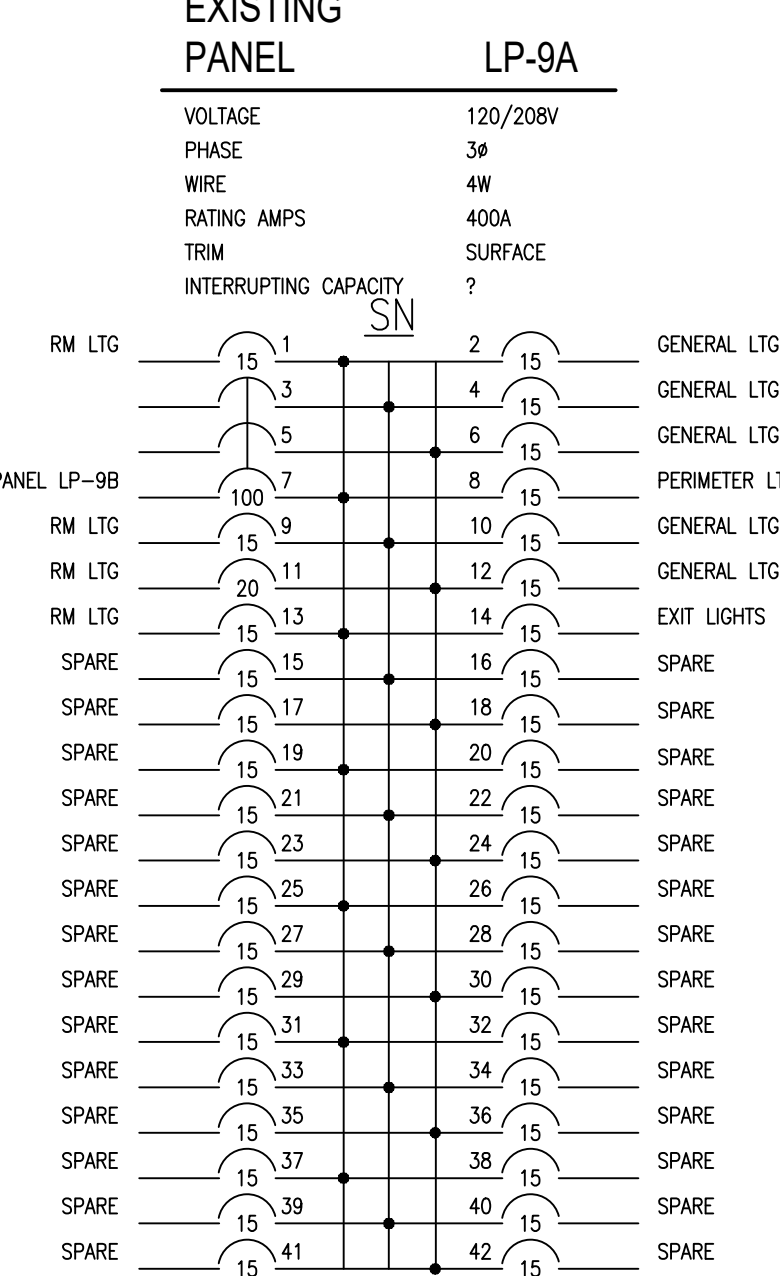 EXISTING
PANEL LP-9A
VOLTAGE 120/208V
PHASE 3ø
WIRE 4W
RATING AMPS 400A
TRIM SURFACE
INTERRUPTING CAPACITY ?
SN
RM LTG 15 1 2 15 GENERAL LTG
3 4 15 GENERAL LTG
5 6 15 GENERAL LTG
PANEL LP-9B 100 7 8 15 PERIMETER
RM LTG 15 9 10 15 GENERAL LTG
RM LTG 20 11 12 15 GENERAL LTG
RM LTG 15 13 14 15 EXIT LIGHTS
SPARE 15 15 16 15 SPARE
SPARE 15 17 18 15 SPARE
SPARE 15 19 20 15 SPARE
SPARE 15 21 22 15 SPARE
SPARE 15 23 24 15 SPARE
SPARE 15 25 26 15 SPARE
SPARE 15 27 28 15 SPARE
SPARE 15 29 30 15 SPARE
SPARE 15 31 32 15 SPARE
SPARE 15 33 34 15 SPARE
SPARE 15 35 36 15 SPARE
SPARE 15 37 38 15 SPARE
SPARE 15 39 40 15 SPARE
SPARE 15 41 42 15 SPARE